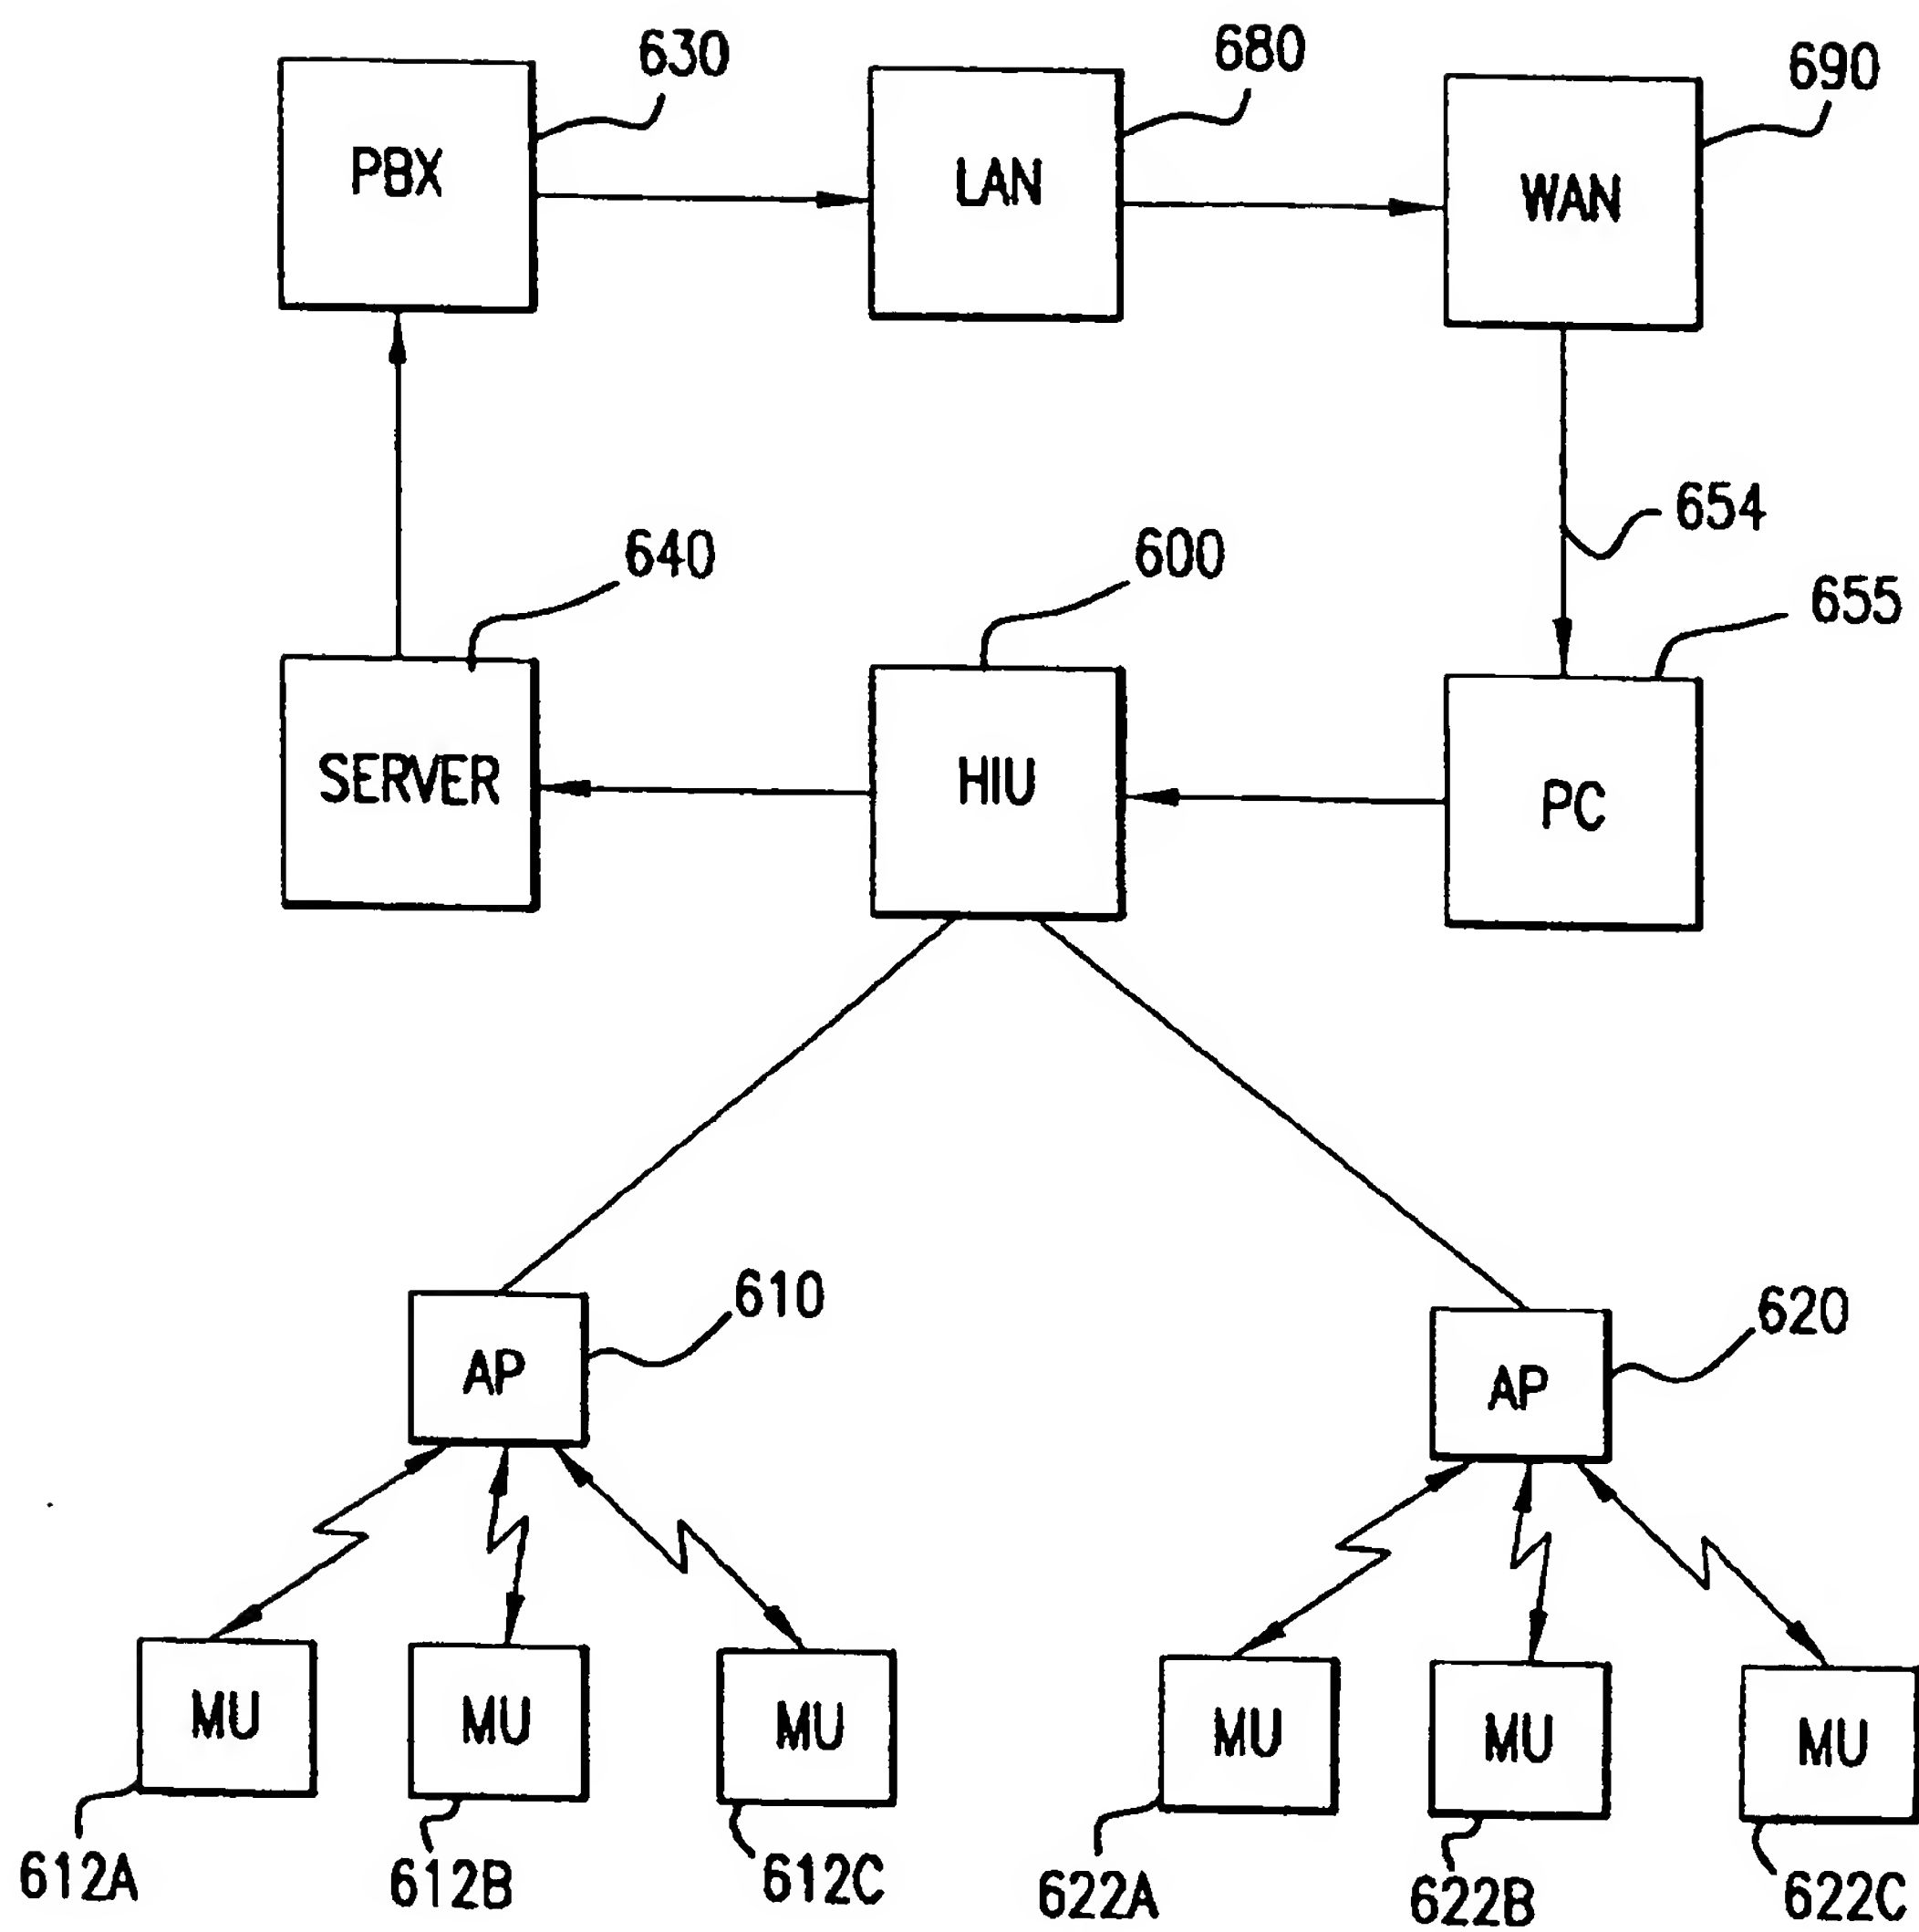 630
680
690
PBX
LAN
WAN
654
640
600
655
SERVER
HIU
PC
610
620
AP
AP
MU
MU
MU
MU
MU
MU
612A
612B
612C
622A
622B
622C